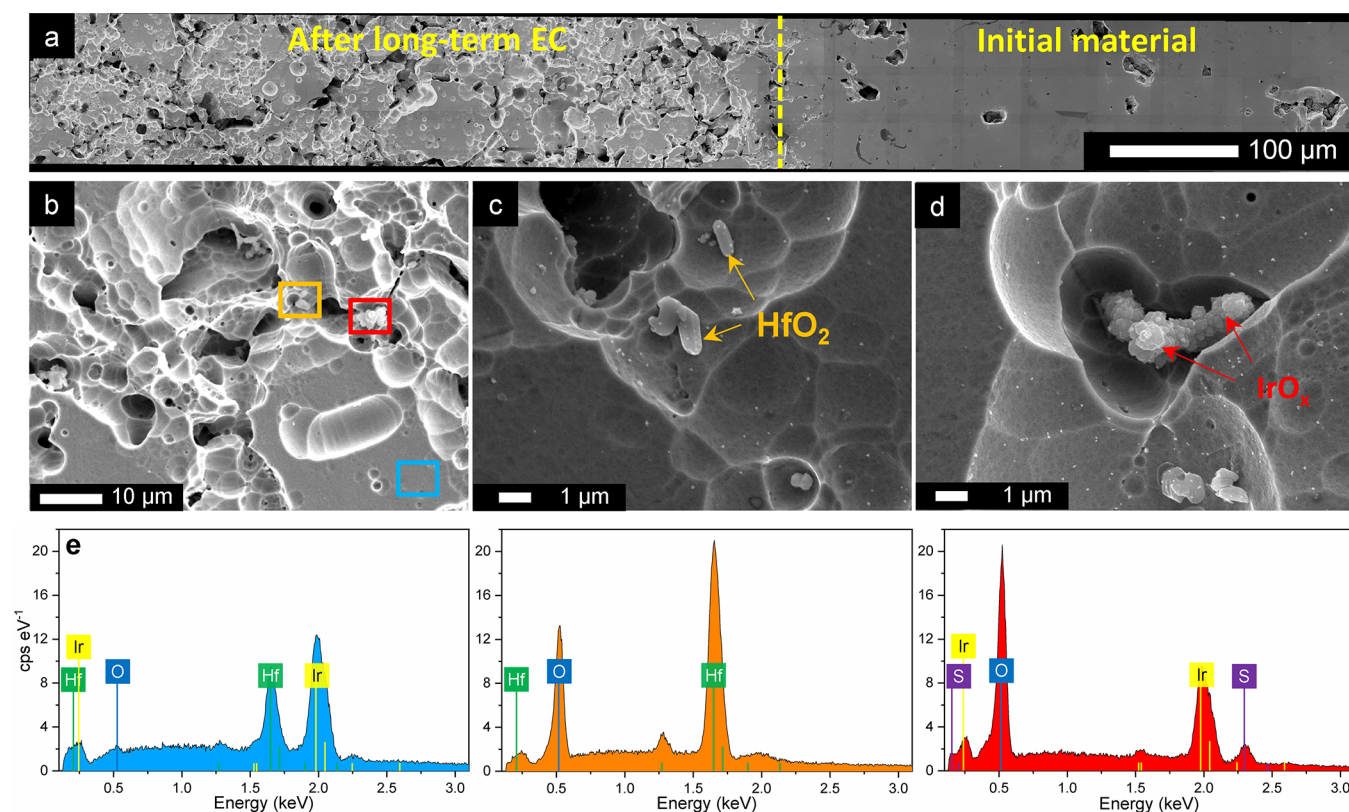 a
After long-term EC
Initial material
100 µm
b
10 µm
c
HfO₂
1 µm
d
IrOₓ
1 µm
e
cps eV⁻¹
20
16
12
8
4
0
Ir
Hf
O
Hf
Ir
0.5 1.0 1.5 2.0 2.5 3.0
Energy (keV)
20
16
12
8
4
0
Hf
O
Hf
0.5 1.0 1.5 2.0 2.5 3.0
Energy (keV)
20
16
12
8
4
0
Ir
S
O
Ir
S
0.5 1.0 1.5 2.0 2.5 3.0
Energy (keV)